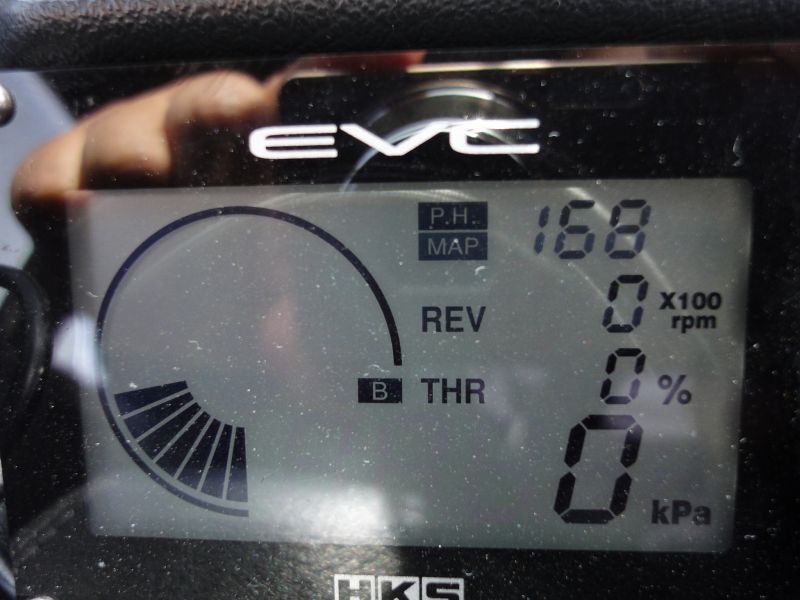 EVC
P.H.
MAP 168
REV 0 X100 rpm
B THR 0 %
0 kPa
HKS